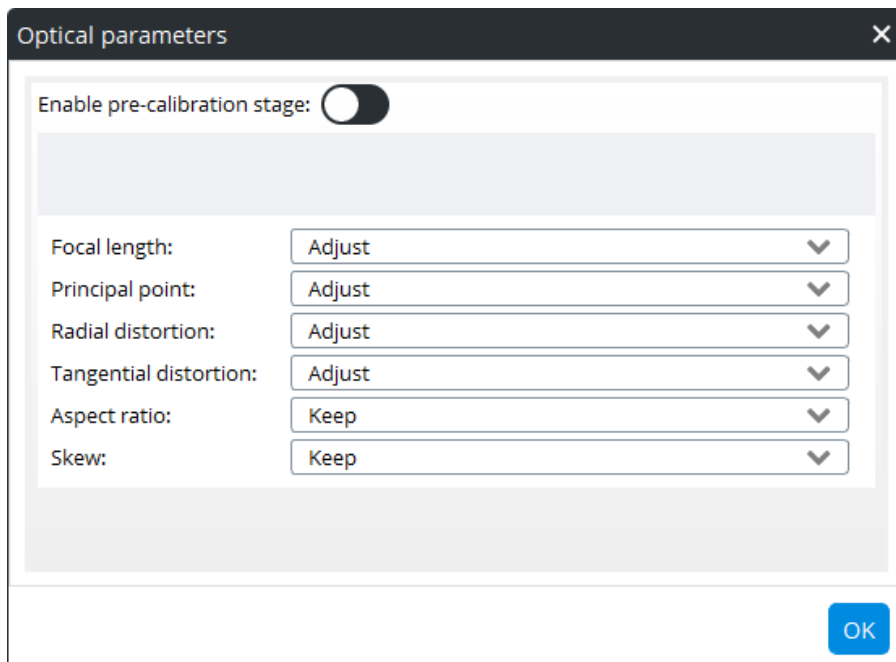 Optical parameters
Enable pre-calibration stage:
Focal length: Adjust
Principal point: Adjust
Radial distortion: Adjust
Tangential distortion: Adjust
Aspect ratio: Keep
Skew: Keep
OK